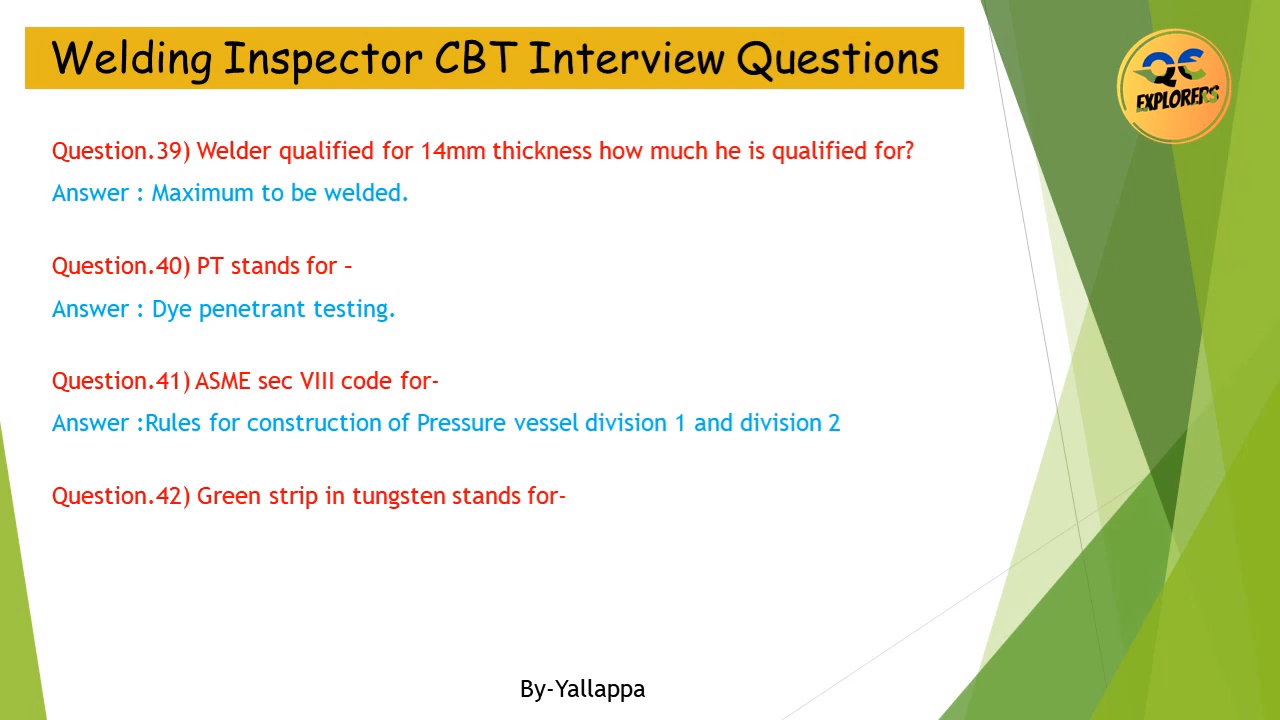 Welding Inspector CBT Interview Questions
QC
EXPLORERS
Question.39) Welder qualified for 14mm thickness how much he is qualified for?
Answer : Maximum to be welded.
Question.40) PT stands for –
Answer : Dye penetrant testing.
Question.41) ASME sec VIII code for-
Answer :Rules for construction of Pressure vessel division 1 and division 2
Question.42) Green strip in tungsten stands for-
By-Yallappa